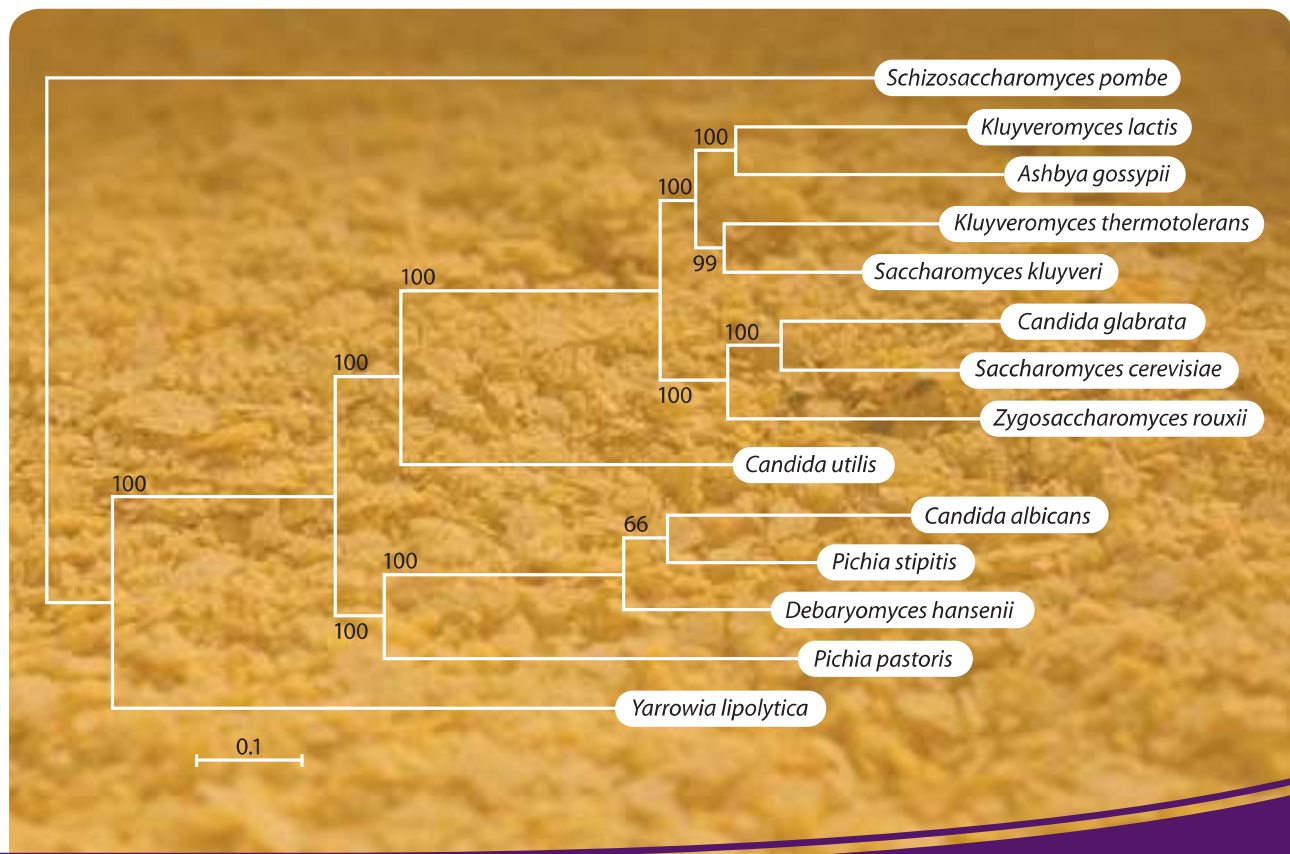 Schizosaccharomyces pombe
Kluyveromyces lactis
100
Ashbya gossypii
100
Kluyveromyces thermotolerans
99
Saccharomyces kluyveri
100
Candida glabrata
100
Saccharomyces cerevisiae
100
100
Zygosaccharomyces rouxii
Candida utilis
100
Candida albicans
66
Pichia stipitis
100
Debaryomyces hansenii
100
Pichia pastoris
Yarrowia lipolytica
0.1